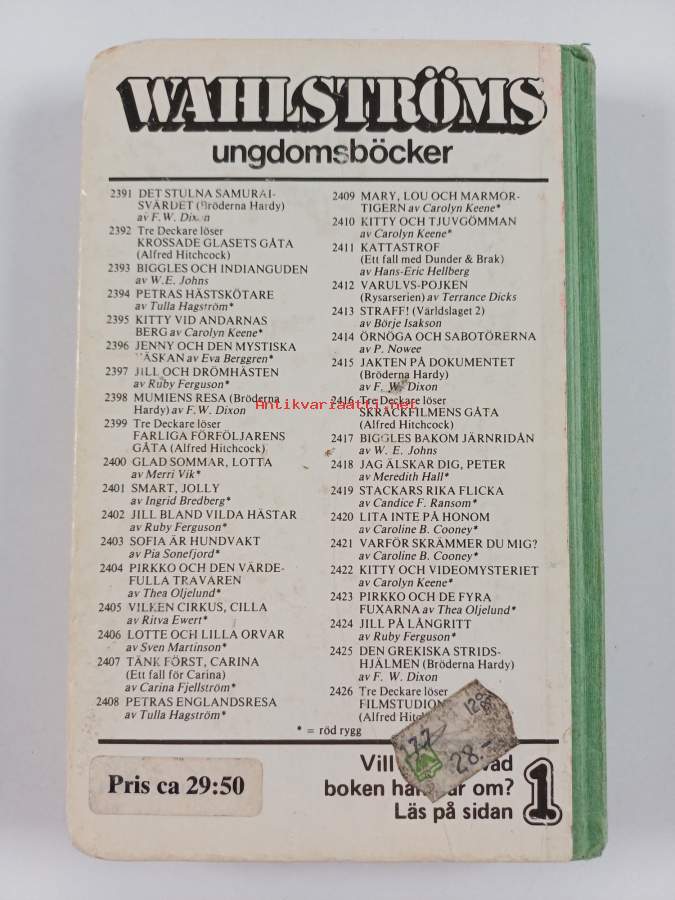 WAHLSTRÖMS
ungdomsböcker
2391 DET STULNA SAMURAI-
SVÄRDET (Bröderna Hardy)
av F.W. Dixon
2392 Tre Deckare löser
KROSSADE GLASETS GÅTA
(Alfred Hitchcock)
2393 BIGGLES OCH INDIANGUDEN
av W.E. Johns
2394 PETRAS HÄSTSKÖTARE
av Tulla Hagström*
2395 KITTY VID ANDARNAS
BERG av Carolyn Keene*
2396 JENNY OCH DEN MYSTISKA
VÄSKAN av Eva Berggren*
2397 JILL OCH DRÖMHÄSTEN
av Ruby Ferguson*
2398 MUMIENS RESA (Bröderna
Hardy) av F.W. Dixon
2399 Tre Deckare löser
FARLIGA FÖRFÖLJARENS
GÅTA (Alfred Hitchcock)
2400 GLAD SOMMAR, LOTTA
av Merri Vik*
2401 SMART, JOLLY
av Ingrid Bredberg*
2402 JILL BLAND VILDA HÄSTAR
av Ruby Ferguson*
2403 SOFIA ÄR HUNDVAKT
av Pia Sonefjord*
2404 PIRKKO OCH DEN VÄRDE-
FULLA TRAVAREN
av Thea Oljelund*
2405 VILKEN CIRKUS, CILLA
av Ritva Ewert*
2406 LOTTE OCH LILLA ORVAR
av Sven Martinson*
2407 TÄNK FÖRST, CARINA
(Ett fall för Carina)
av Carina Fjellström*
2408 PETRAS ENGLANDSRESA
av Tulla Hagström*
2409 MARY, LOU OCH MARMOR-
TIGERN av Carolyn Keene*
2410 KITTY OCH TJUVGÖMMAN
av Carolyn Keene*
2411 KATTASTROF
(Ett fall med Dunder & Brak)
av Hans-Eric Hellberg
2412 VARULVS-POJKEN
(Rysarserien) av Terrance Dicks
2413 STRAFF! (Världslaget 2)
av Börje Isakson
2414 ÖRNÖGA OCH SABOTÖRERNA
av P. Nowee
2415 JAKTEN PÅ DOKUMENTET
(Bröderna Hardy)
av F. W. Dixon
2416 Tre Deckare löser
SKRÄCKFILMENS GÅTA
(Alfred Hitchcock)
2417 BIGGLES BAKOM JÄRNRIDÅN
av W. E. Johns
2418 JAG ÄLSKAR DIG, PETER
av Meredith Hall*
2419 STACKARS RIKA FLICKA
av Candice F. Ransom*
2420 LITA INTE PÅ HONOM
av Caroline B. Cooney*
2421 VARFÖR SKRÄMMER DU MIG?
av Caroline B. Cooney*
2422 KITTY OCH VIDEOMYSTERIET
av Carolyn Keene*
2423 PIRKKO OCH DE FYRA
FUXARNA av Thea Oljelund*
2424 JILL PÅ LÅNGRITT
av Ruby Ferguson*
2425 DEN GREKISKA STRIDS-
HJÄLMEN (Bröderna Hardy)
av F. W. Dixon
2426 Tre Deckare löser
FILMSTUDION
(Alfred
* = röd rygg
Antikvariaatti.net
177
28.-
Pris ca 29:50
Vill
boken om?
Läs på sidan
1